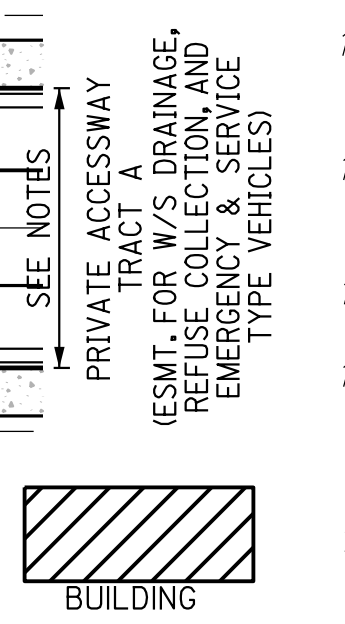 SEE NOTES
PRIVATE ACCESSWAY
TRACT A
(ESMT. FOR W/S DRAINAGE,
REFUSE COLLECTION, AND
EMERGENCY & SERVICE
TYPE VEHICLES)
BUILDING